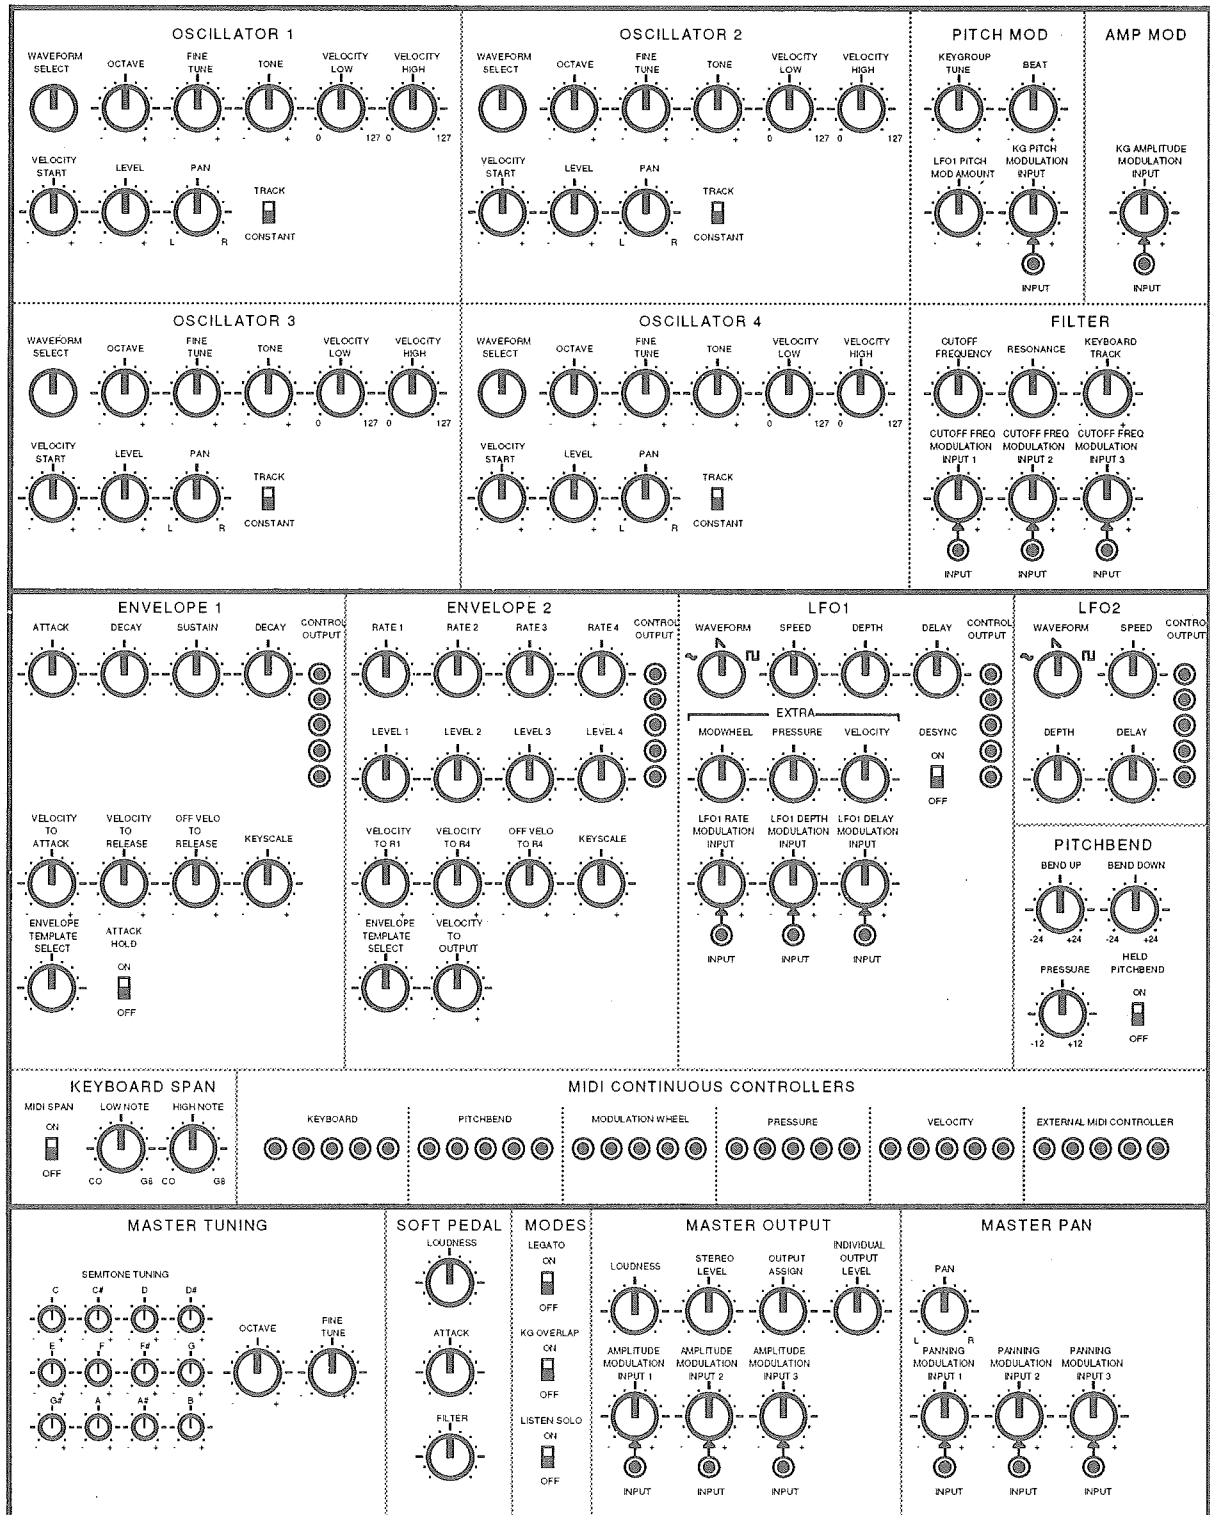 OSCILLATOR 1
WAVEFORM
SELECT
OCTAVE
FINE
TUNE
TONE
VELOCITY
LOW
VELOCITY
HIGH
- +
- +
- +
0 127
0 127
VELOCITY
START
LEVEL
PAN
TRACK
CONSTANT
- +
- +
L R
OSCILLATOR 2
WAVEFORM
SELECT
OCTAVE
FINE
TUNE
TONE
VELOCITY
LOW
VELOCITY
HIGH
- +
- +
- +
0 127
0 127
VELOCITY
START
LEVEL
PAN
TRACK
CONSTANT
- +
- +
L R
PITCH MOD
KEYGROUP
TUNE
BEAT
- +
- +
LFO1 PITCH
MOD AMOUNT
KG PITCH
MODULATION
INPUT
- +
- +
INPUT
AMP MOD
KG AMPLITUDE
MODULATION
INPUT
- +
INPUT
OSCILLATOR 3
WAVEFORM
SELECT
OCTAVE
FINE
TUNE
TONE
VELOCITY
LOW
VELOCITY
HIGH
- +
- +
- +
0 127
0 127
VELOCITY
START
LEVEL
PAN
TRACK
CONSTANT
- +
- +
L R
OSCILLATOR 4
WAVEFORM
SELECT
OCTAVE
FINE
TUNE
TONE
VELOCITY
LOW
VELOCITY
HIGH
- +
- +
- +
0 127
0 127
VELOCITY
START
LEVEL
PAN
TRACK
CONSTANT
- +
- +
L R
FILTER
CUTOFF
FREQUENCY
RESONANCE
KEYBOARD
TRACK
- +
CUTOFF FREQ
MODULATION
INPUT 1
CUTOFF FREQ
MODULATION
INPUT 2
CUTOFF FREQ
MODULATION
INPUT 3
- +
- +
- +
INPUT
INPUT
INPUT
ENVELOPE 1
ATTACK
DECAY
SUSTAIN
DECAY
CONTROL
OUTPUT
VELOCITY
TO
ATTACK
VELOCITY
TO
RELEASE
OFF VELO
TO
RELEASE
KEYSCALE
- +
- +
- +
- +
ENVELOPE
TEMPLATE
SELECT
ATTACK
HOLD
ON
OFF
ENVELOPE 2
RATE 1
RATE 2
RATE 3
RATE 4
CONTROL
OUTPUT
LEVEL 1
LEVEL 2
LEVEL 3
LEVEL 4
VELOCITY
TO R1
VELOCITY
TO R4
OFF VELO
TO R4
KEYSCALE
- +
- +
- +
- +
ENVELOPE
TEMPLATE
SELECT
VELOCITY
TO
OUTPUT
- +
LFO1
WAVEFORM
SPEED
DEPTH
DELAY
CONTROL
OUTPUT
EXTRA
MODWHEEL
PRESSURE
VELOCITY
DESYNC
ON
OFF
LFO1 RATE
MODULATION
INPUT
LFO1 DEPTH
MODULATION
INPUT
LFO1 DELAY
MODULATION
INPUT
- +
- +
- +
INPUT
INPUT
INPUT
LFO2
WAVEFORM
SPEED
CONTROL
OUTPUT
DEPTH
DELAY
PITCHBEND
BEND UP
BEND DOWN
-24 +24
-24 +24
PRESSURE
HELD
PITCHBEND
-12 +12
ON
OFF
KEYBOARD SPAN
MIDI SPAN
LOW NOTE
HIGH NOTE
ON
OFF
CO G8
CO G8
MIDI CONTINUOUS CONTROLLERS
KEYBOARD
PITCHBEND
MODULATION WHEEL
PRESSURE
VELOCITY
EXTERNAL MIDI CONTROLLER
MASTER TUNING
SEMITONE TUNING
C
C#
D
D#
- +
- +
- +
- +
E
F
F#
G
- +
- +
- +
- +
G#
A
A#
B
- +
- +
- +
- +
OCTAVE
FINE
TUNE
- +
SOFT PEDAL
LOUDNESS
ATTACK
FILTER
MODES
LEGATO
ON
OFF
KG OVERLAP
ON
OFF
LISTEN SOLO
ON
OFF
MASTER OUTPUT
LOUDNESS
STEREO
LEVEL
OUTPUT
ASSIGN
INDIVIDUAL
OUTPUT
LEVEL
AMPLITUDE
MODULATION
INPUT 1
AMPLITUDE
MODULATION
INPUT 2
AMPLITUDE
MODULATION
INPUT 3
- +
- +
- +
INPUT
INPUT
INPUT
MASTER PAN
PAN
L R
PANNING
MODULATION
INPUT 1
PANNING
MODULATION
INPUT 2
PANNING
MODULATION
INPUT 3
- +
- +
- +
INPUT
INPUT
INPUT